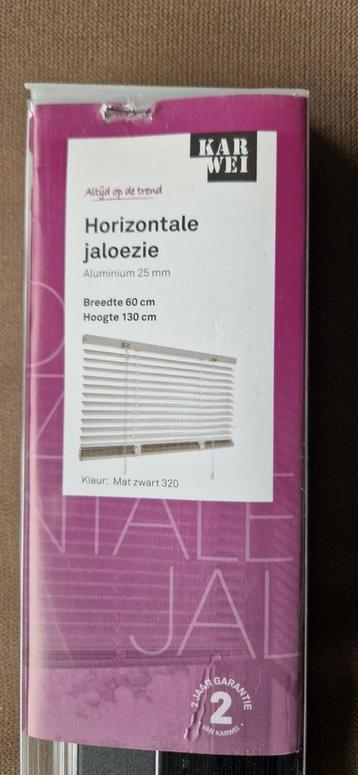 KAR
WEI
Altijd op de trend
Horizontale
jaloezie
Aluminium 25 mm
Breedte 60 cm
Hoogte 130 cm
Kleur: Mat zwart 320
NTALE
JAL
2 JAAR GARANTIE
2
VAN KARWEI